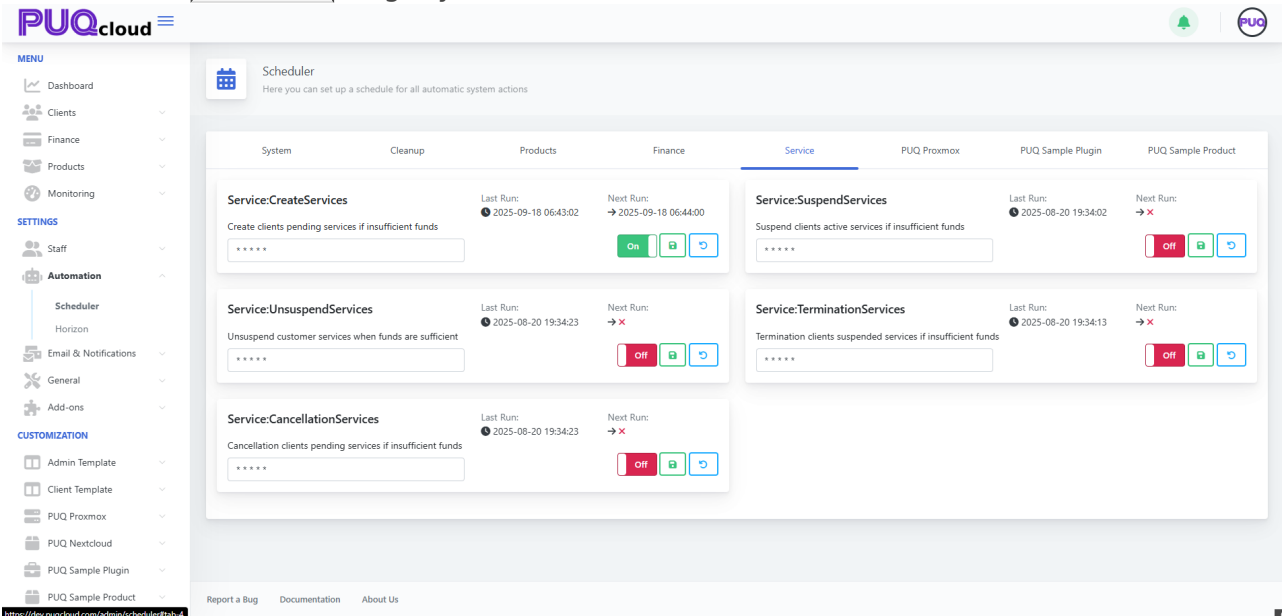 PUQcloud
PUQ
MENU
Dashboard
Clients
Finance
Products
Monitoring
SETTINGS
Staff
Automation
Scheduler
Horizon
Email & Notifications
General
Add-ons
CUSTOMIZATION
Admin Template
Client Template
PUQ Proxmox
PUQ Nextcloud
PUQ Sample Plugin
PUQ Sample Product
https://dev.puqcloud.com/admin/scheduler#tab-4
Scheduler
Here you can set up a schedule for all automatic system actions
System Cleanup Products Finance Service PUQ Proxmox PUQ Sample Plugin PUQ Sample Product
Service:CreateServices
Create clients pending services if insufficient funds
* * * * *
Last Run:
2025-09-18 06:43:02
Next Run:
→ 2025-09-18 06:44:00
On
Service:SuspendServices
Suspend clients active services if insufficient funds
* * * * *
Last Run:
2025-08-20 19:34:02
Next Run:
→ ×
Off
Service:UnsuspendServices
Unsuspend customer services when funds are sufficient
* * * * *
Last Run:
2025-08-20 19:34:23
Next Run:
→ ×
Off
Service:TerminationServices
Termination clients suspended services if insufficient funds
* * * * *
Last Run:
2025-08-20 19:34:13
Next Run:
→ ×
Off
Service:CancellationServices
Cancellation clients pending services if insufficient funds
* * * * *
Last Run:
2025-08-20 19:34:23
Next Run:
→ ×
Off
Report a Bug Documentation About Us